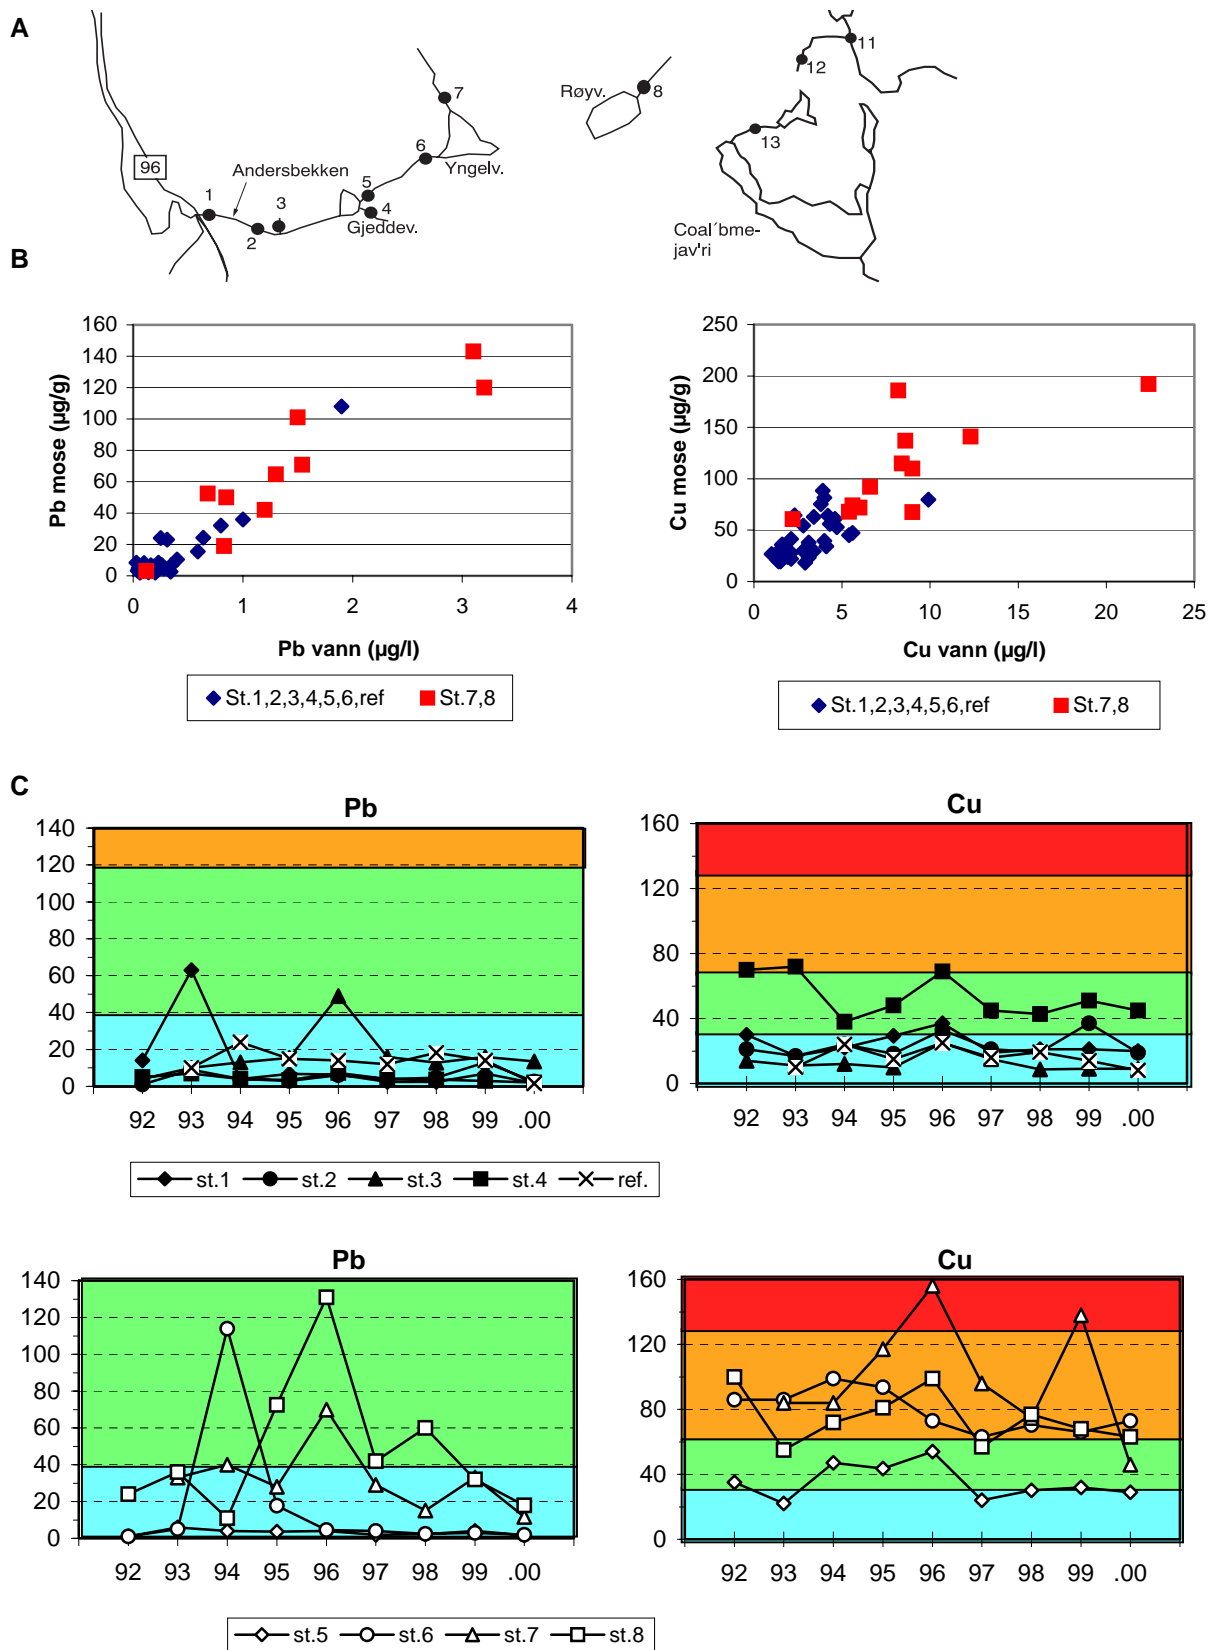 A
11
12
7
Røyv.
8
13
6
96
Andersbekken
Yngelv.
1
3
5
4
2
Gjeddev.
Coal´bme-
jav'ri
B
160
140
120
100
80
60
40
20
0
Pb mose (µg/g)
0 1 2 3 4
Pb vann (µg/l)
St.1,2,3,4,5,6,ref St.7,8
250
200
150
100
50
0
Cu mose (µg/g)
0 5 10 15 20 25
Cu vann (µg/l)
St.1,2,3,4,5,6,ref St.7,8
C
Pb
140
120
100
80
60
40
20
0
92 93 94 95 96 97 98 99 .00
Cu
160
120
80
40
0
92 93 94 95 96 97 98 99 .00
st.1 st.2 st.3 st.4 ref.
Pb
140
120
100
80
60
40
20
0
92 93 94 95 96 97 98 99 .00
Cu
160
120
80
40
0
92 93 94 95 96 97 98 99 .00
st.5 st.6 st.7 st.8